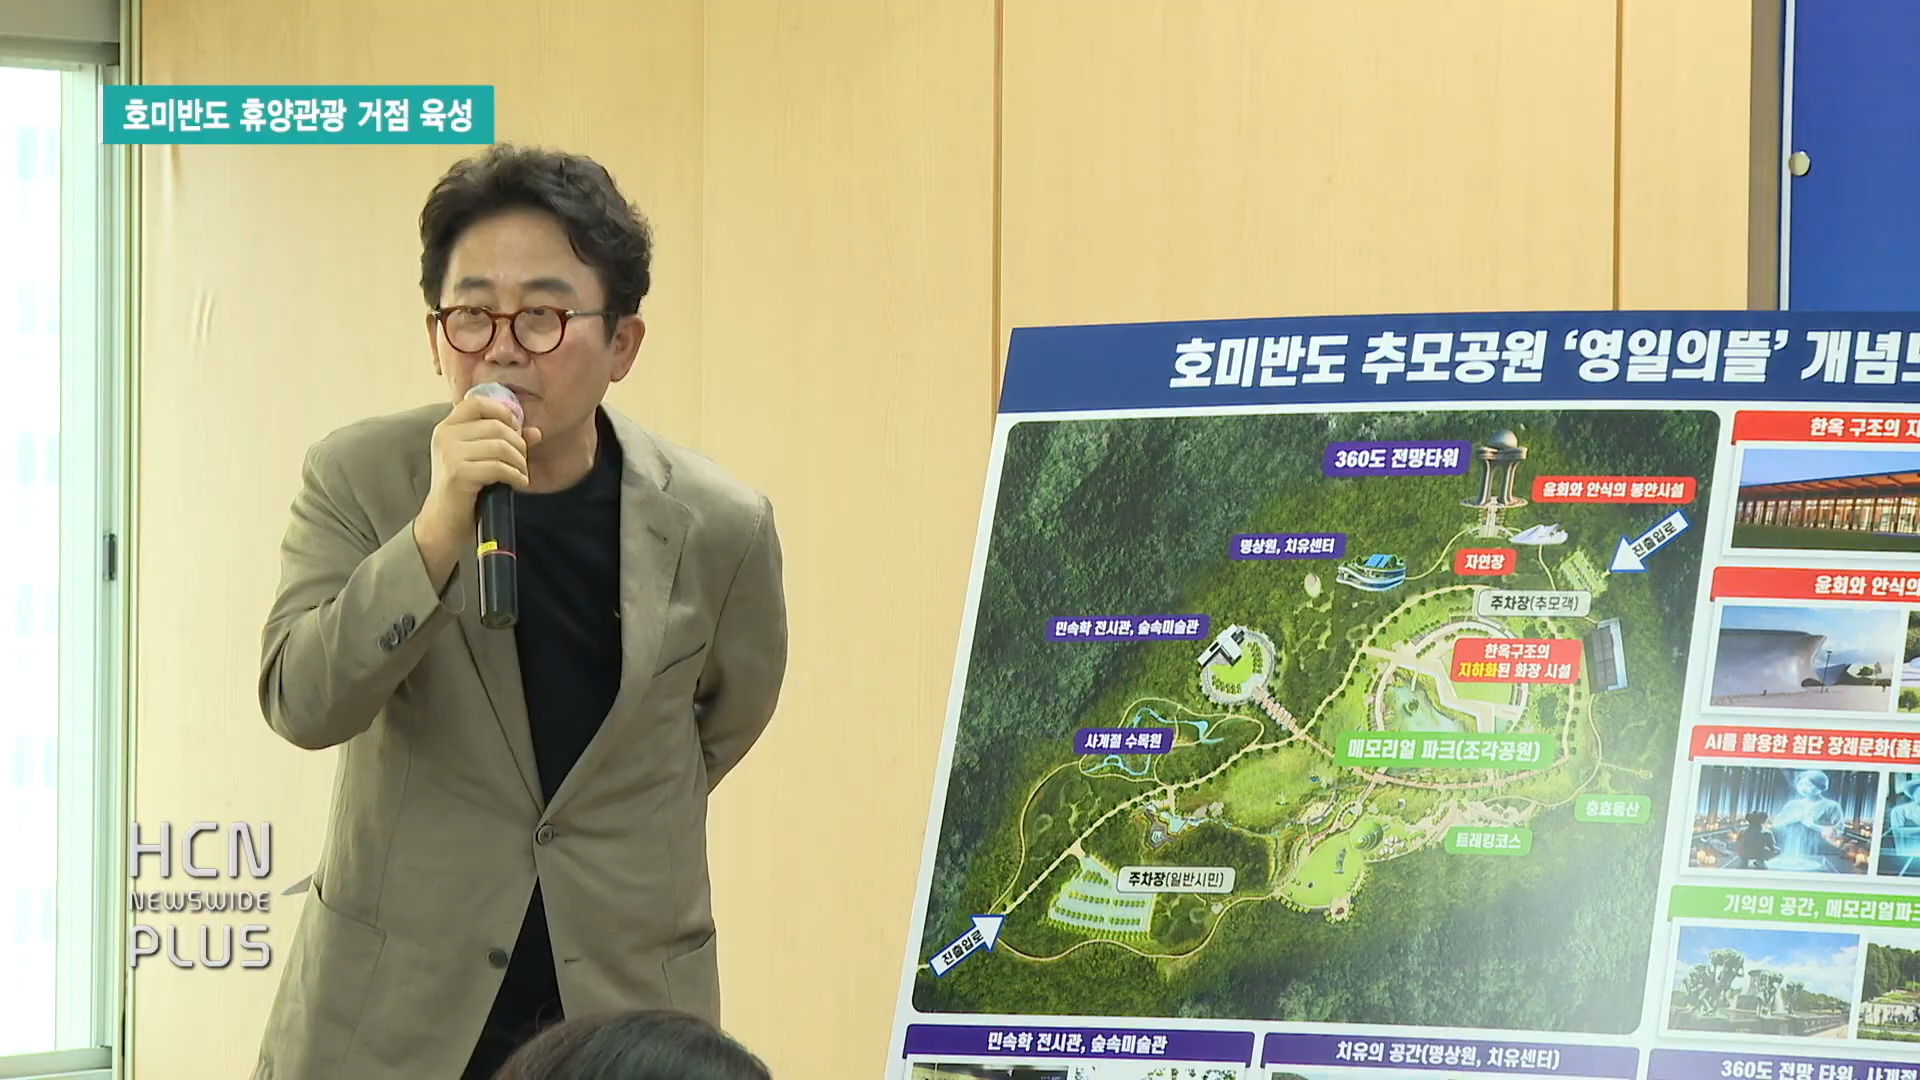 호미반도 휴양관광 거점 육성
호미반도 추모공원 ‘영일의뜰’ 개념도
한옥 구조의 지
360도 전망타워
윤회와 안식의 봉안시설
진출입로
명상원, 치유센터
자연장
윤회와 안식의
주차장(추모객)
민속학 전시관, 숲속미술관
한옥구조의
지하화된 화장 시설
사계절 수목원
메모리얼 파크(조각공원)
AI를 활용한 첨단 장례문화(홀로
충효동산
트레킹코스
주차장(일반시민)
기억의 공간, 메모리얼파크
진출입로
HCN
NEWSWIDE
PLUS
민속학 전시관, 숲속미술관
치유의 공간(명상원, 치유센터)
360도 전망 타워, 사계절